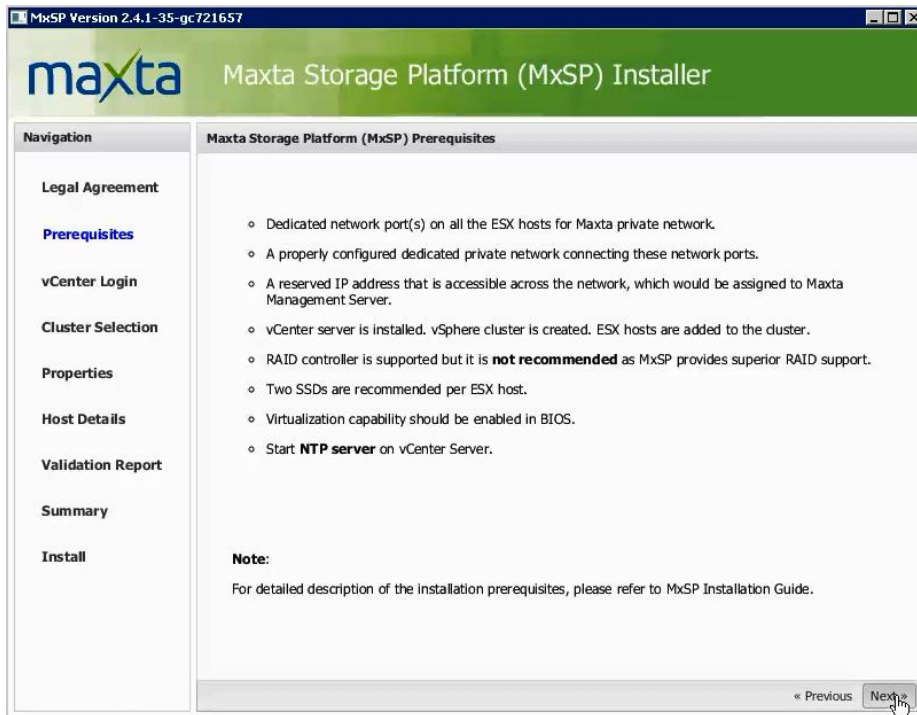 MxSP Version 2.4.1-35-gc721657
maxta
Maxta Storage Platform (MxSP) Installer
Navigation
Legal Agreement
Prerequisites
vCenter Login
Cluster Selection
Properties
Host Details
Validation Report
Summary
Install
Maxta Storage Platform (MxSP) Prerequisites
Dedicated network port(s) on all the ESX hosts for Maxta private network.
A properly configured dedicated private network connecting these network ports.
A reserved IP address that is accessible across the network, which would be assigned to Maxta
Management Server.
vCenter server is installed. vSphere cluster is created. ESX hosts are added to the cluster.
RAID controller is supported but it is not recommended as MxSP provides superior RAID support.
Two SSDs are recommended per ESX host.
Virtualization capability should be enabled in BIOS.
Start NTP server on vCenter Server.
Note:
For detailed description of the installation prerequisites, please refer to MxSP Installation Guide.
« Previous
Next »